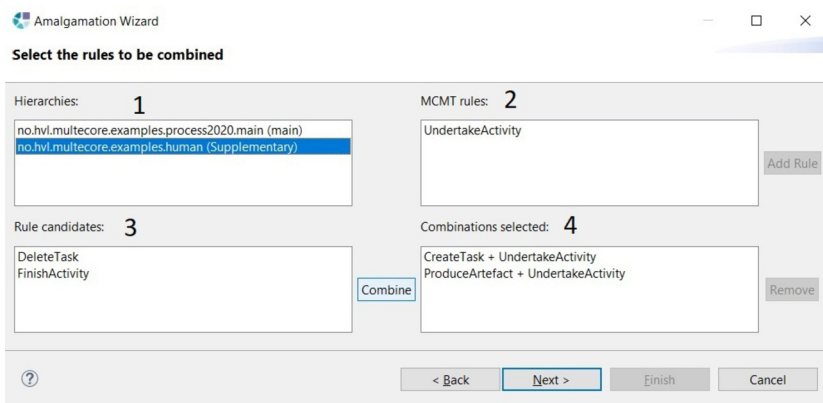 Amalgamation Wizard
Select the rules to be combined
Hierarchies: 1
no.hvl.multecore.examples.process2020.main (main)
no.hvl.multecore.examples.human (Supplementary)
MCMT rules: 2
UndertakeActivity
Add Rule
Rule candidates: 3
DeleteTask
FinishActivity
Combine
Combinations selected: 4
CreateTask + UndertakeActivity
ProduceArtefact + UndertakeActivity
Remove
?
< Back
Next >
Finish
Cancel